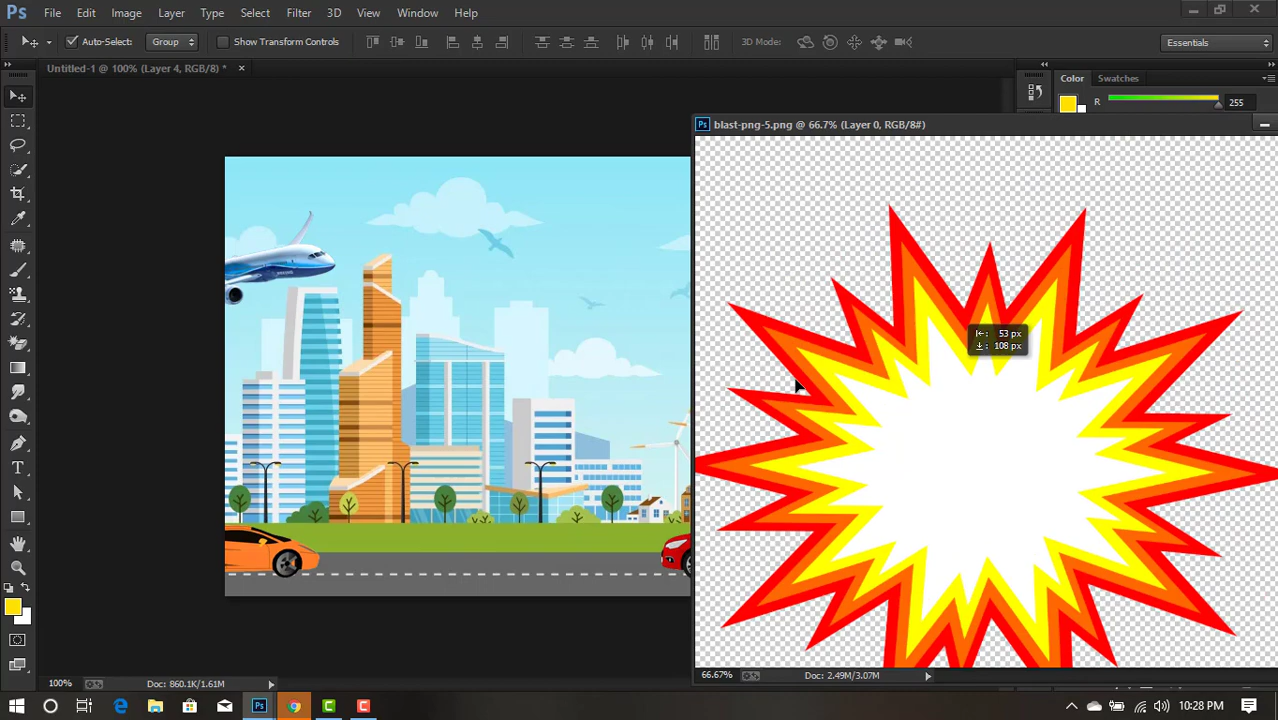 Ps File Edit Image Layer Type Select Filter 3D View Window Help
Auto-Select: Group Show Transform Controls 3D Mode: Essentials
Untitled-1 @ 100% (Layer 4, RGB/8) * ×
Color Swatches
R 255
Ps blast-png-5.png @ 66.7% (Layer 0, RGB/8#)
53 px
108 px
T
100% Doc: 860.1K/1.61M
66.67% Doc: 2.49M/3.07M
10:28 PM